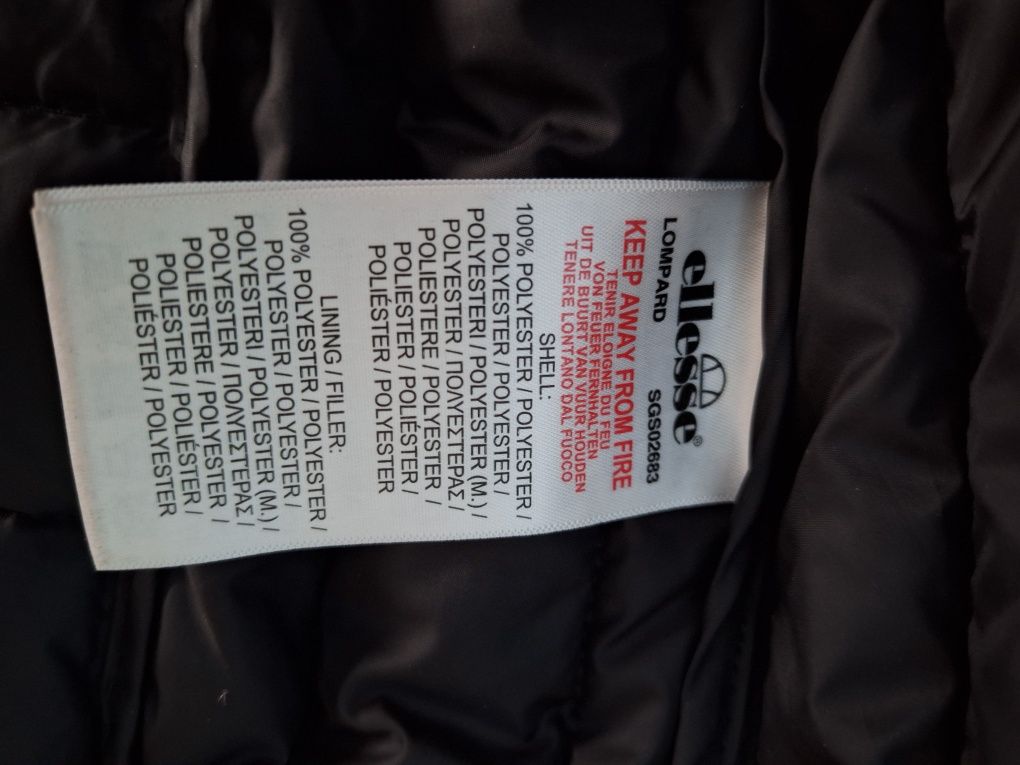 ellesse®
LOMPARD SGS02683
KEEP AWAY FROM FIRE
TENIR ELOIGNE DU FEU
VON FEUER FERNHALTEN
UIT DE BUURT VAN VUUR HOUDEN
TENERE LONTANO DAL FUOCO
SHELL:
100% POLYESTER / POLYESTER /
POLYESTER / POLYESTER /
POLYESTERI / POLYESTER (M.) /
POLYESTER / ΠΟΛΥΕΣΤΕΡΑΣ /
POLIESTERE / POLYESTER /
POLIESTER / POLIÉSTER /
POLIÉSTER / POLYESTER
LINING / FILLER:
100% POLYESTER / POLYESTER /
POLYESTER / POLYESTER /
POLYESTERI / POLYESTER (M.) /
POLYESTER / ΠΟΛΥΕΣΤΕΡΑΣ /
POLIESTERE / POLYESTER /
POLIESTER / POLIÉSTER /
POLIÉSTER / POLYESTER